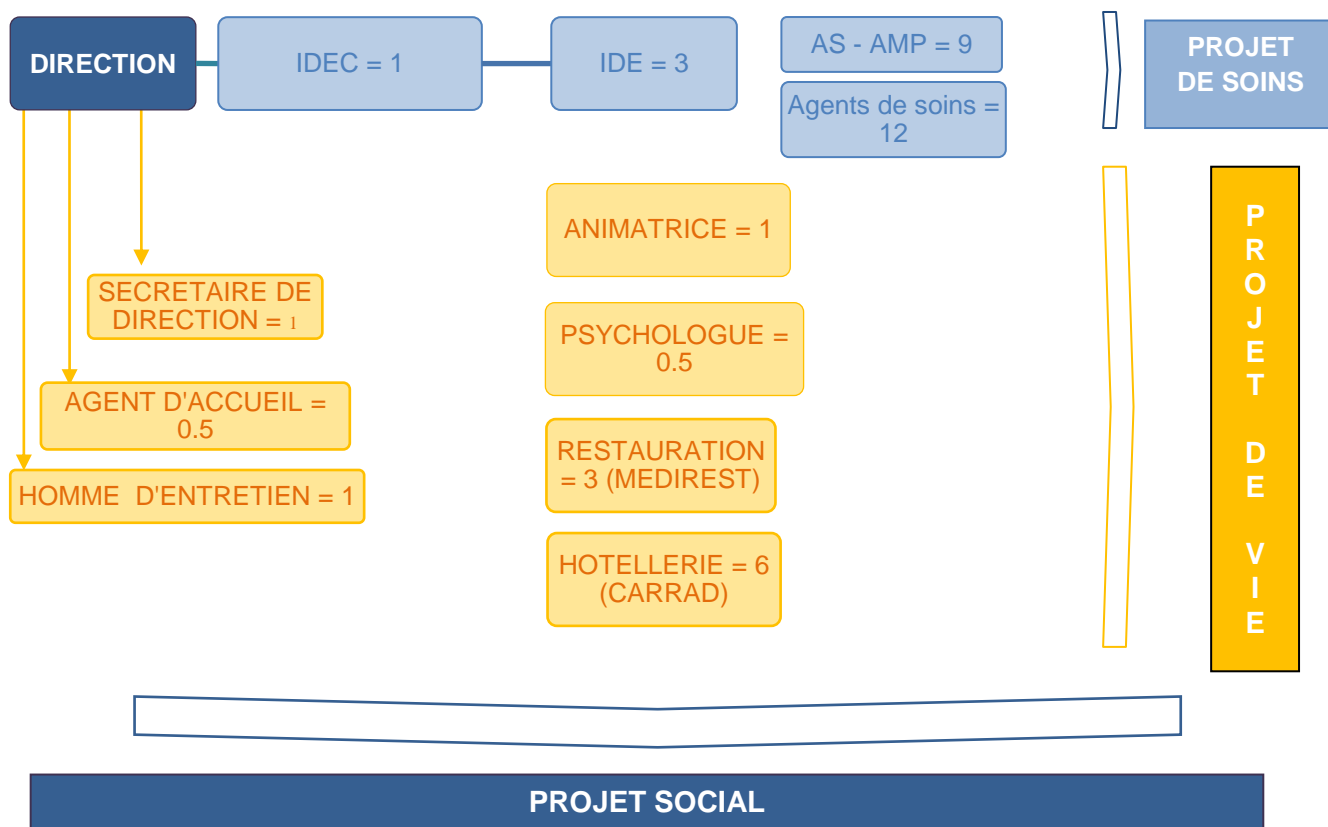 DIRECTION
IDEC = 1
IDE = 3
AS - AMP = 9
Agents de soins =
12
PROJET
DE SOINS
ANIMATRICE = 1
SECRETAIRE DE
DIRECTION = 1
PSYCHOLOGUE =
0.5
AGENT D'ACCUEIL =
0.5
RESTAURATION
= 3 (MEDIREST)
HOMME D'ENTRETIEN = 1
HOTELLERIE = 6
(CARRAD)
P
R
O
J
E
T
D
E
V
I
E
PROJET SOCIAL